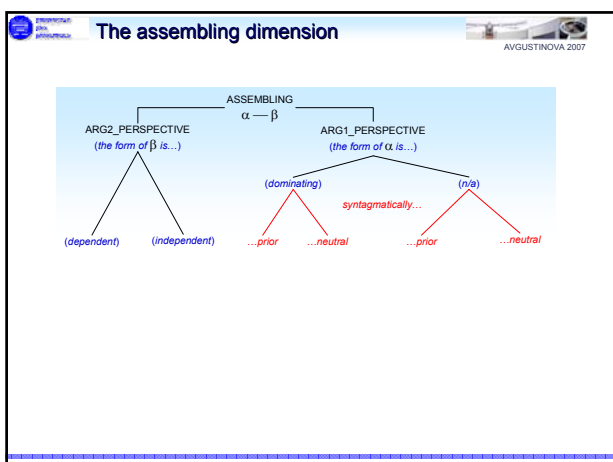 The assembling dimension
AVGUSTINOVA 2007
ASSEMBLING
α — β
ARG2_PERSPECTIVE
(the form of β is…)
ARG1_PERSPECTIVE
(the form of α is…)
(dominating)
(n/a)
syntagmatically…
(dependent)
(independent)
…prior
…neutral
…prior
…neutral